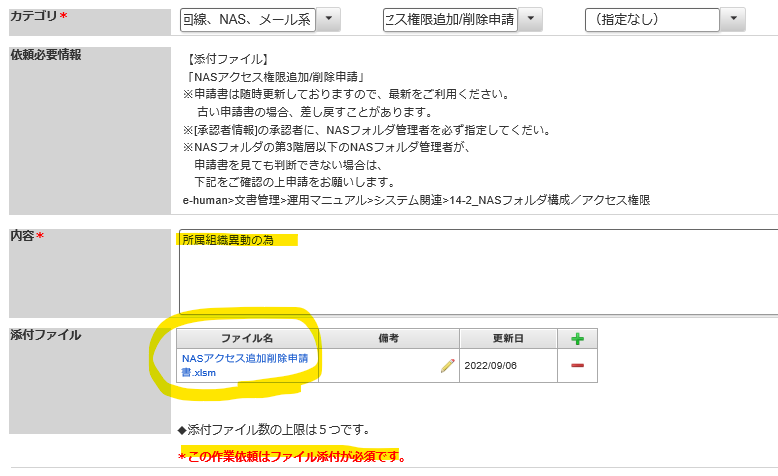 カテゴリ* 回線、NAS、メール系 セス権限追加/削除申請 （指定なし）
依頼必要情報
【添付ファイル】
「NASアクセス権限追加/削除申請」
※申請書は随時更新しておりますので、最新をご利用ください。
古い申請書の場合、差し戻すことがあります。
※[承認者情報]の承認者に、NASフォルダ管理者を必ず指定してくだい。
※NASフォルダの第3階層以下のNASフォルダ管理者が、
申請書を見ても判断できない場合は、
下記をご確認の上申請をお願いします。
e-human>文書管理>運用マニュアル>システム関連>14-2_NASフォルダ構成／アクセス権限
内容*
所属組織異動の為
添付ファイル
ファイル名 備考 更新日
NASアクセス追加削除申請
書.xlsm 2022/09/06
◆添付ファイル数の上限は５つです。
*この作業依頼はファイル添付が必須です。